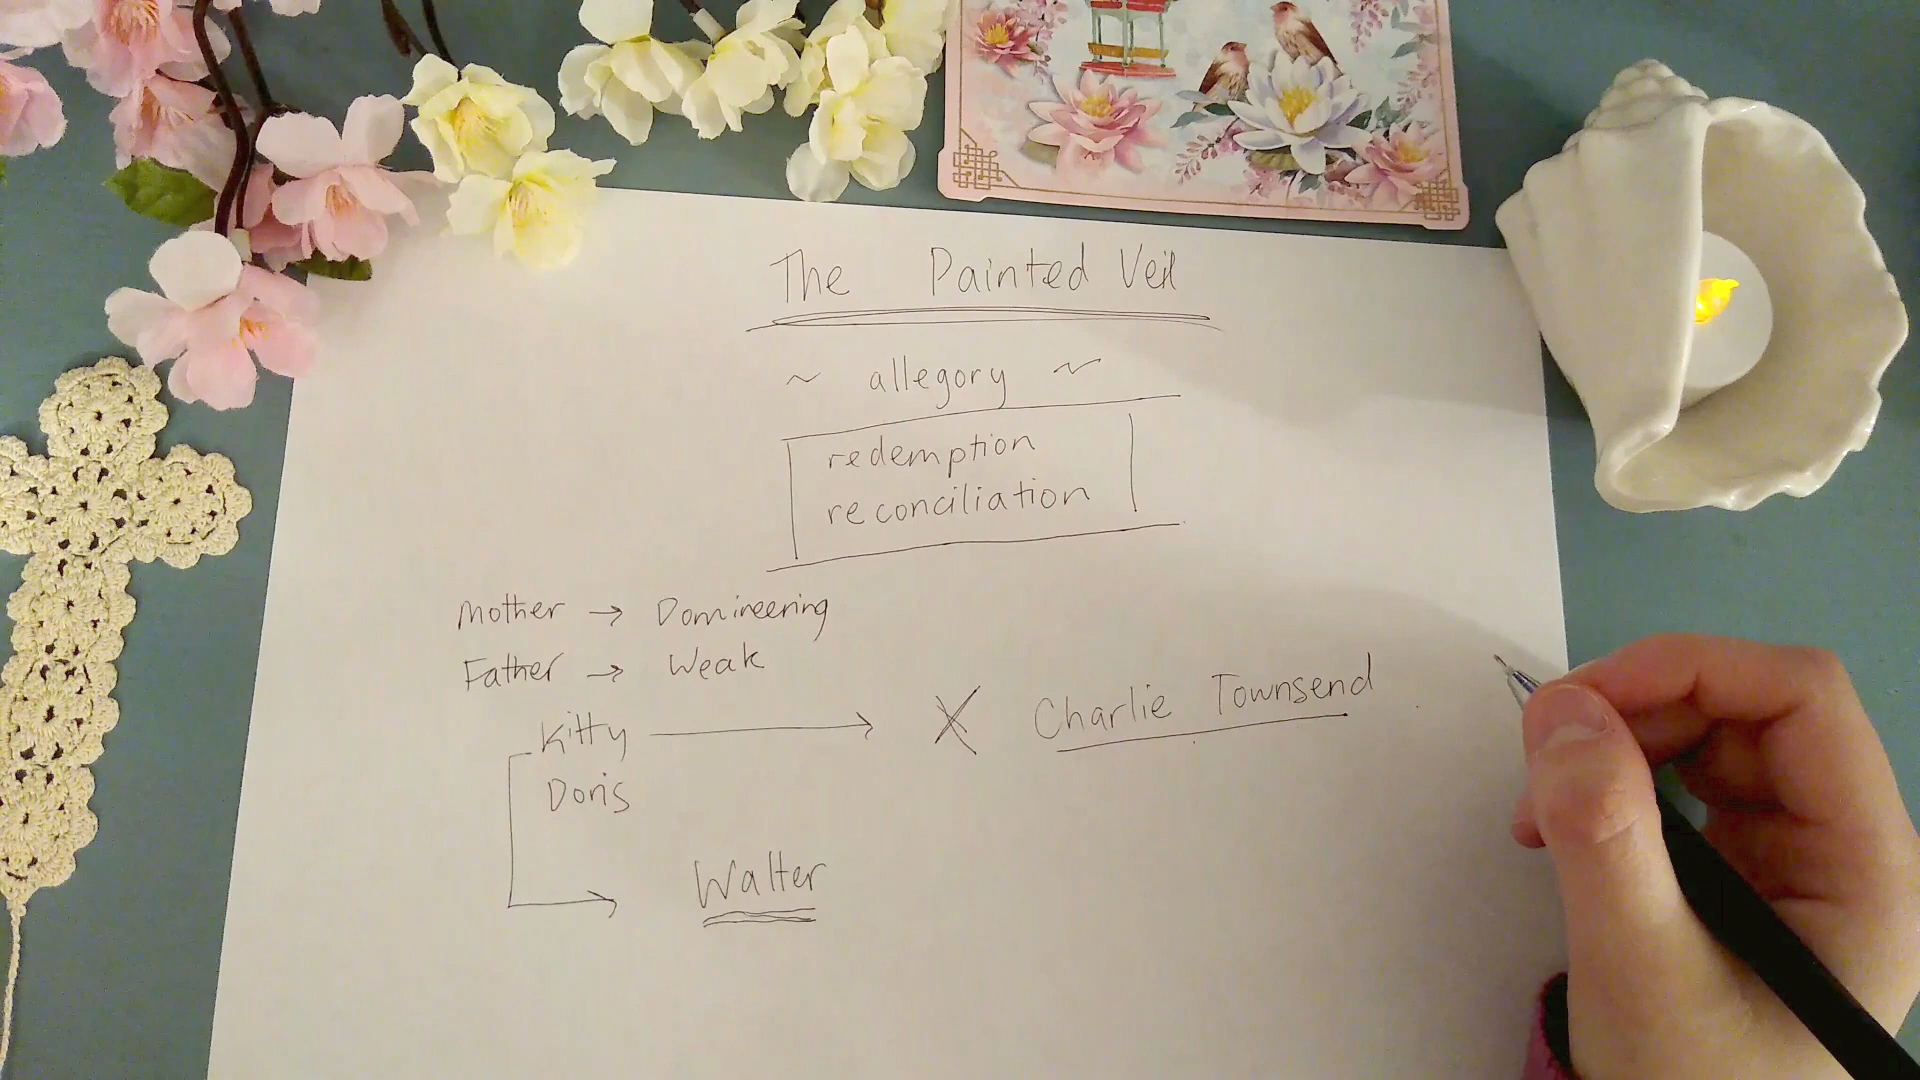 The Painted Veil
~ allegory ~
redemption
reconciliation
Mother → Domineering
Father → Weak
Kitty → X Charlie Townsend
Doris
→ Walter